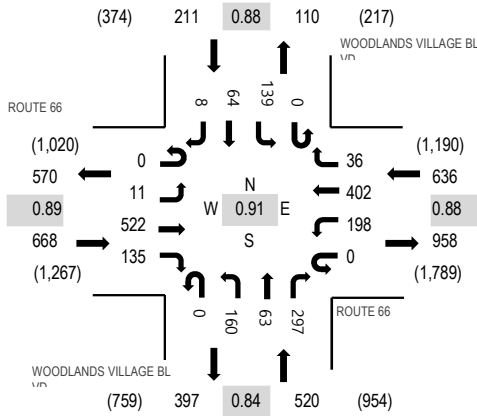 (374) 211 0.88 110 (217)
WOODLANDS VILLAGE BL
VD
8 64 139 0
ROUTE 66
(1,020)
570
0.89
668
(1,267)
0
11
522
135
N
W 0.91 E
S
36
402
198
0
(1,190)
636
0.88
958
(1,789)
0 160 63 297
ROUTE 66
WOODLANDS VILLAGE BL
VD
(759) 397 0.84 520 (954)